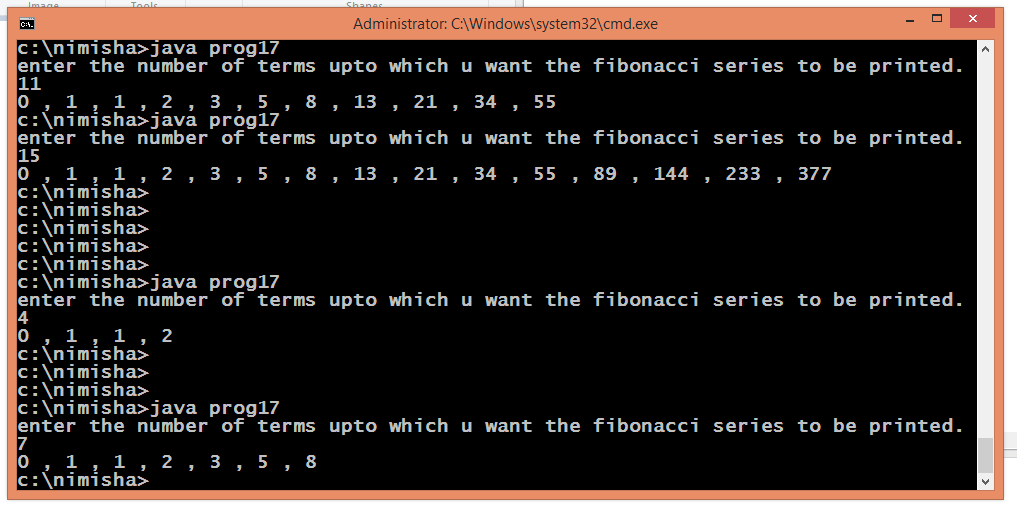 Image Tools Shapes
Administrator: C:\Windows\system32\cmd.exe
c:\nimisha>java prog17
enter the number of terms upto which u want the fibonacci series to be printed.
11
0 , 1 , 1 , 2 , 3 , 5 , 8 , 13 , 21 , 34 , 55
c:\nimisha>java prog17
enter the number of terms upto which u want the fibonacci series to be printed.
15
0 , 1 , 1 , 2 , 3 , 5 , 8 , 13 , 21 , 34 , 55 , 89 , 144 , 233 , 377
c:\nimisha>
c:\nimisha>
c:\nimisha>
c:\nimisha>
c:\nimisha>
c:\nimisha>java prog17
enter the number of terms upto which u want the fibonacci series to be printed.
4
0 , 1 , 1 , 2
c:\nimisha>
c:\nimisha>
c:\nimisha>
c:\nimisha>java prog17
enter the number of terms upto which u want the fibonacci series to be printed.
7
0 , 1 , 1 , 2 , 3 , 5 , 8
c:\nimisha>